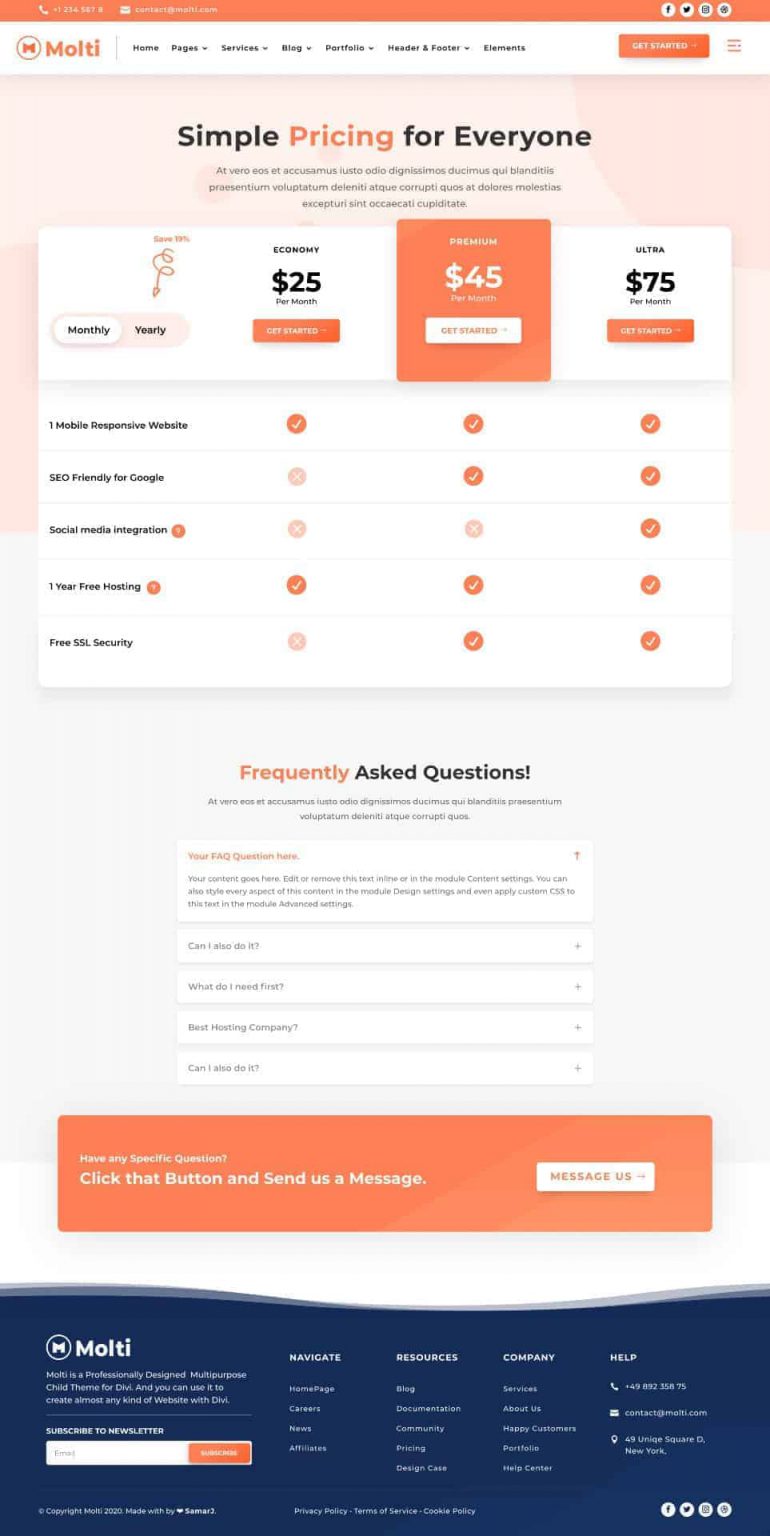 +1 234 567 8 contact@molti.com
Molti Home Pages Services Blog Portfolio Header & Footer Elements GET STARTED →
Simple Pricing for Everyone
At vero eos et accusamus iusto odio dignissimos ducimus qui blanditiis
praesentium voluptatum deleniti atque corrupti quos at dolores molestias
excepturi sint occaecati cupiditate.
Save 19%
Monthly Yearly
ECONOMY
$25
Per Month
GET STARTED →
PREMIUM
$45
Per Month
GET STARTED →
ULTRA
$75
Per Month
GET STARTED →
1 Mobile Responsive Website
SEO Friendly for Google
Social media integration ?
1 Year Free Hosting ?
Free SSL Security
Frequently Asked Questions!
At vero eos et accusamus iusto odio dignissimos ducimus qui blanditiis praesentium
voluptatum deleniti atque corrupti quos.
Your FAQ Question here.
Your content goes here. Edit or remove this text inline or in the module Content settings. You can
also style every aspect of this content in the module Design settings and even apply custom CSS to
this text in the module Advanced settings.
Can I also do it? +
What do I need first? +
Best Hosting Company? +
Can I also do it? +
Have any Specific Question?
Click that Button and Send us a Message.
MESSAGE US →
Molti
Molti is a Professionally Designed Multipurpose
Child Theme for Divi. And you can use it to
create almost any kind of Website with Divi.
SUBSCRIBE TO NEWSLETTER
Email SUBSCRIBE
NAVIGATE
HomePage
Careers
News
Affiliates
RESOURCES
Blog
Documentation
Community
Pricing
Design Case
COMPANY
Services
About Us
Happy Customers
Portfolio
Help Center
HELP
+49 892 358 75
contact@molti.com
49 Uniqe Square D,
New York,
© Copyright Molti 2020. Made with by ❤ SamarJ.
Privacy Policy - Terms of Service - Cookie Policy